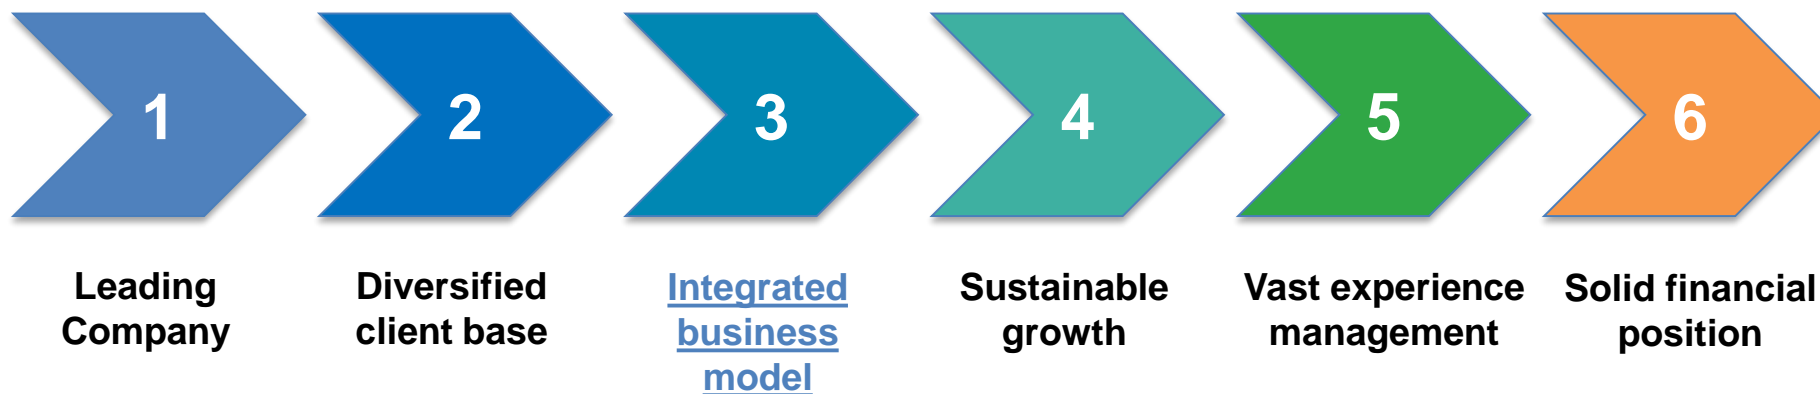 1
2
3
4
5
6
Leading
Company
Diversified
client base
Integrated
business
model
Sustainable
growth
Vast experience
management
Solid financial
position